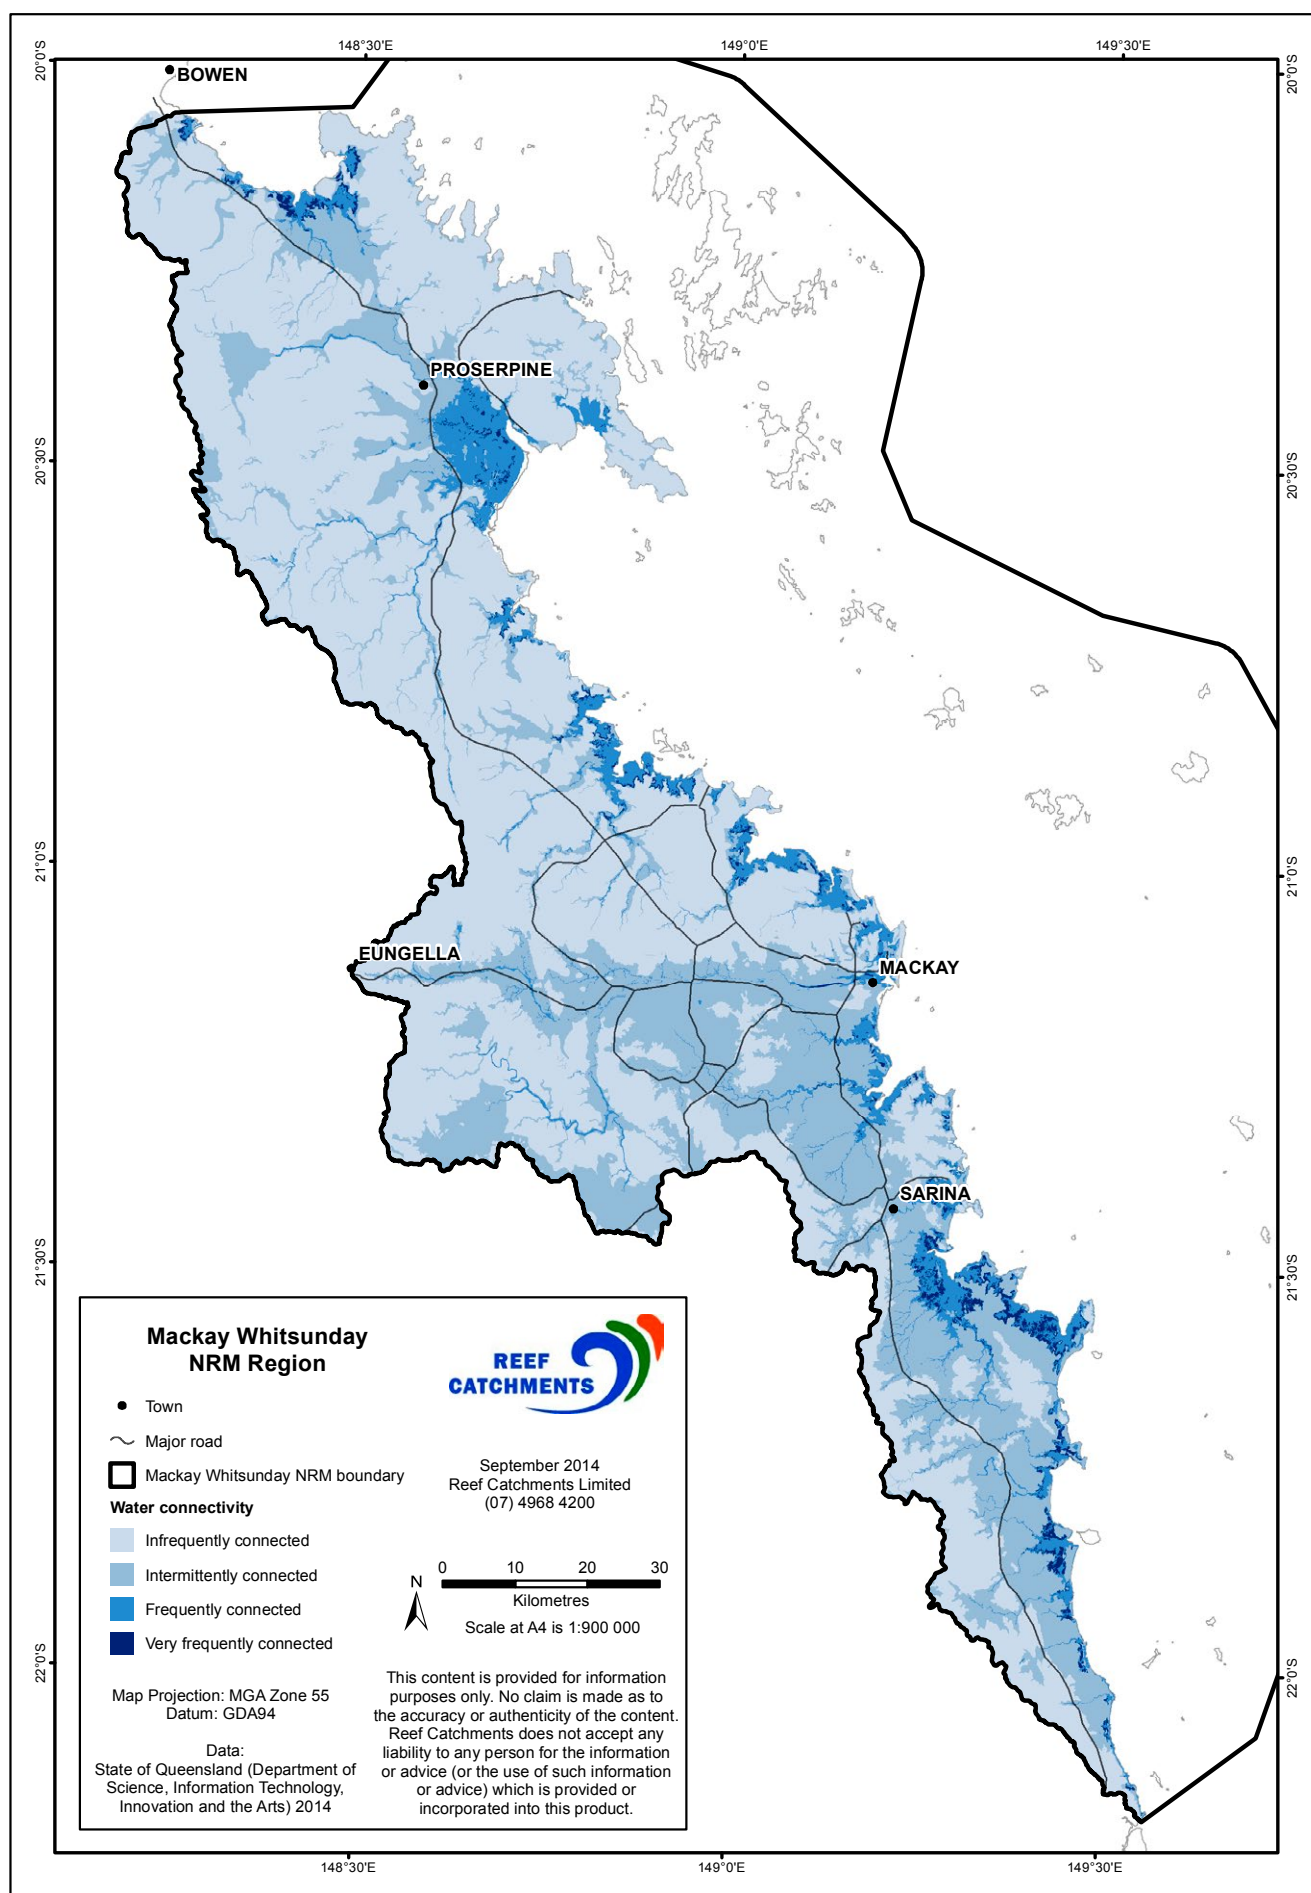 148°30'E
149°0'E
149°30'E
20°0'S
20°0'S
BOWEN
PROSERPINE
20°30'S
20°30'S
21°0'S
21°0'S
EUNGELLA
MACKAY
SARINA
21°30'S
21°30'S
Mackay Whitsunday
NRM Region
Town
Major road
Mackay Whitsunday NRM boundary
Water connectivity
Infrequently connected
Intermittently connected
Frequently connected
Very frequently connected
Map Projection: MGA Zone 55
Datum: GDA94
Data:
State of Queensland (Department of
Science, Information Technology,
Innovation and the Arts) 2014
REEF
CATCHMENTS
September 2014
Reef Catchments Limited
(07) 4968 4200
N
0 10 20 30
Kilometres
Scale at A4 is 1:900 000
This content is provided for information
purposes only. No claim is made as to
the accuracy or authenticity of the content.
Reef Catchments does not accept any
liability to any person for the information
or advice (or the use of such information
or advice) which is provided or
incorporated into this product.
22°0'S
22°0'S
148°30'E
149°0'E
149°30'E